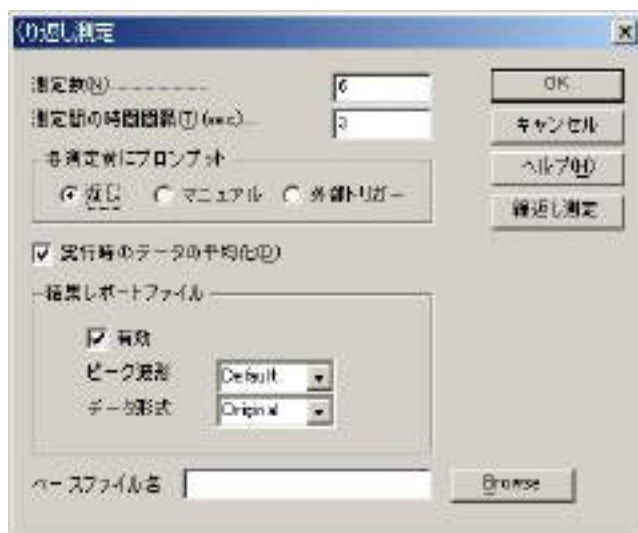 くり返し測定
測定数(N)
6
OK
測定間の時間間隔(T)(sec)
3
キャンセル
各測定前にプロンプット
ヘルプ(H)
無し マニュアル 外部トリガー
繰返し測定
実行時のデータの平均化(D)
結果レポートファイル
有効
ピーク波形 Default
データ形式 Original
ベースファイル名
Browse